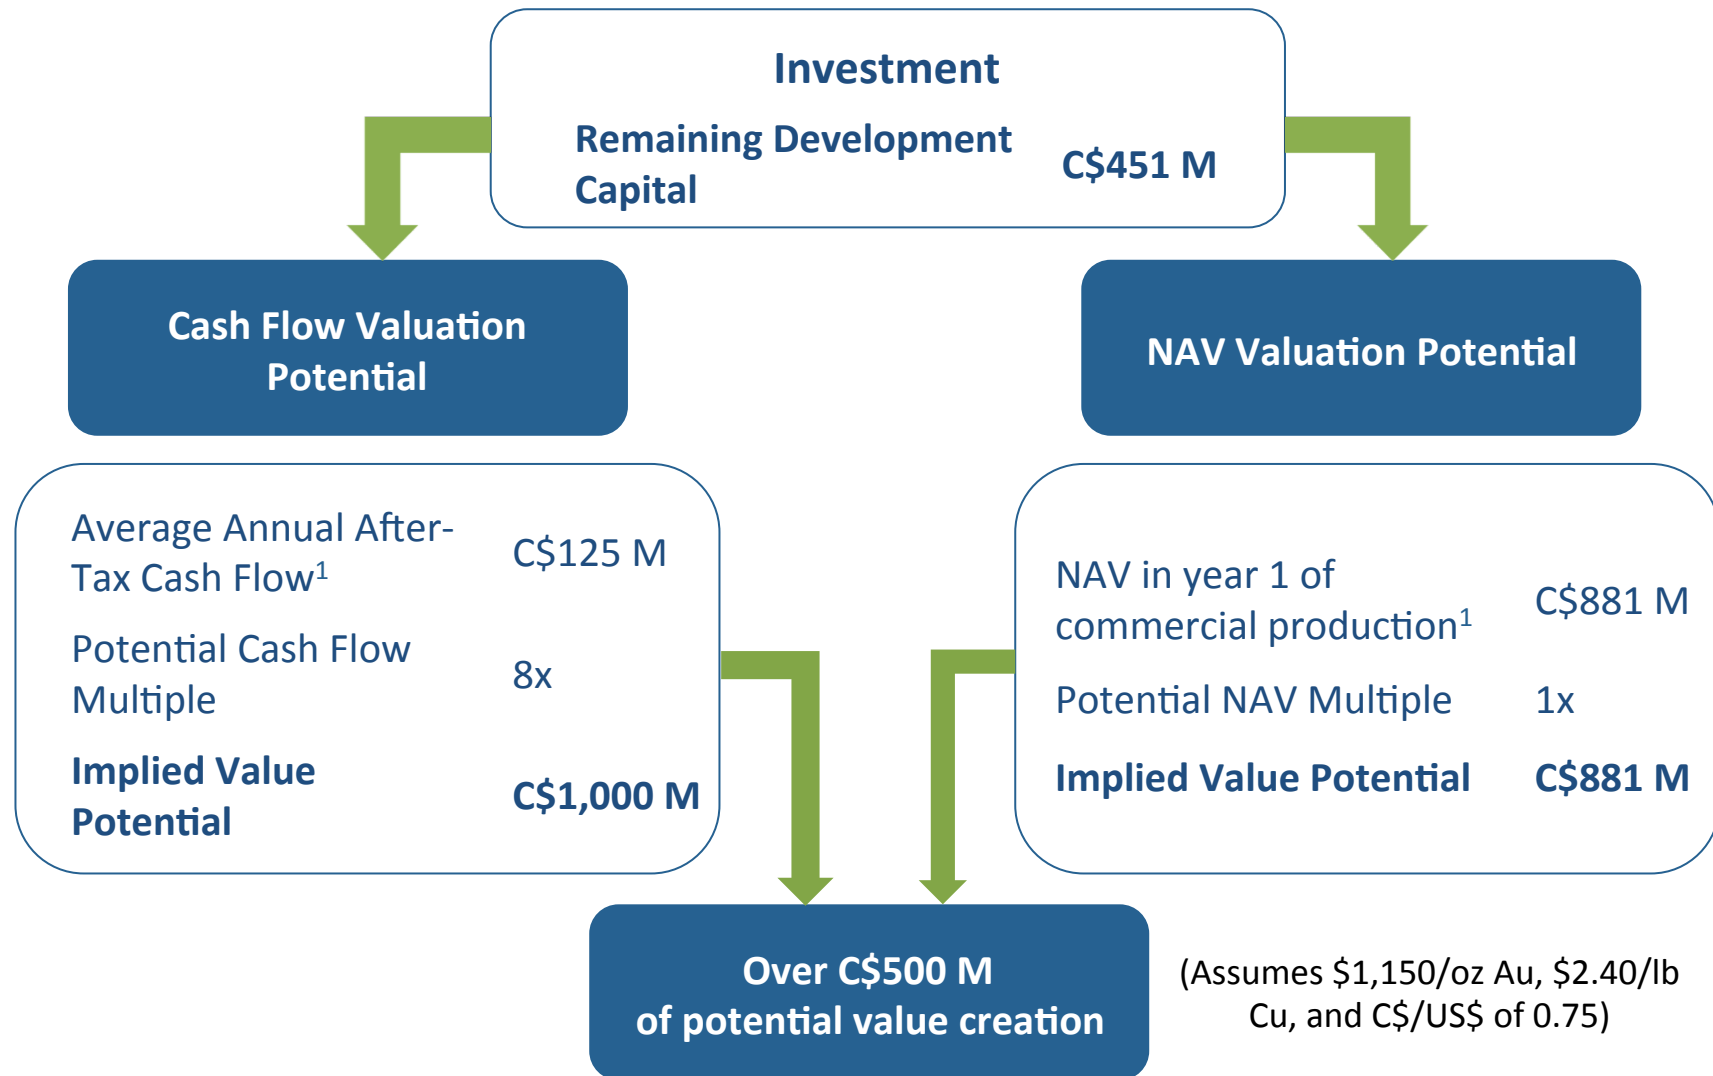 Investment
Remaining Development
Capital
C$451 M
Cash Flow Valuation
Potential
NAV Valuation Potential
Average Annual After-
Tax Cash Flow¹
C$125 M
Potential Cash Flow
Multiple
8x
Implied Value
Potential
C$1,000 M
NAV in year 1 of
commercial production¹
C$881 M
Potential NAV Multiple
1x
Implied Value Potential
C$881 M
Over C$500 M
of potential value creation
(Assumes $1,150/oz Au, $2.40/lb
Cu, and C$/US$ of 0.75)